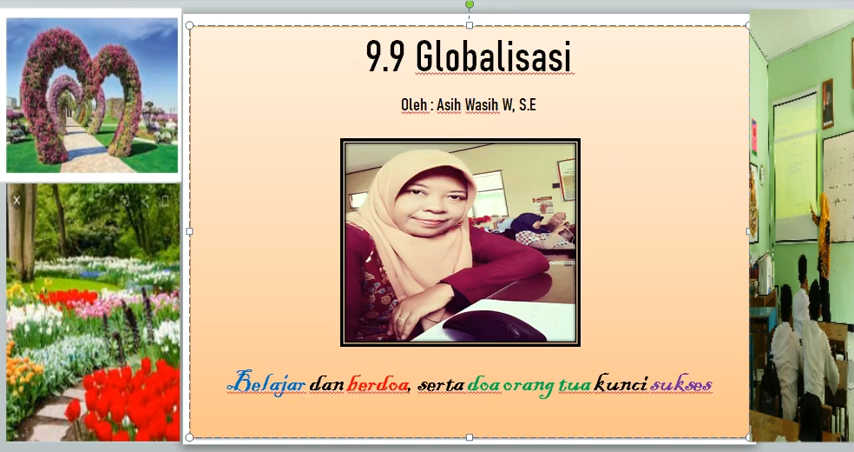 9.9 Globalisasi
Oleh : Asih Wasih W, S.E
Belajar dan berdoa, serta doa orang tua kunci sukses